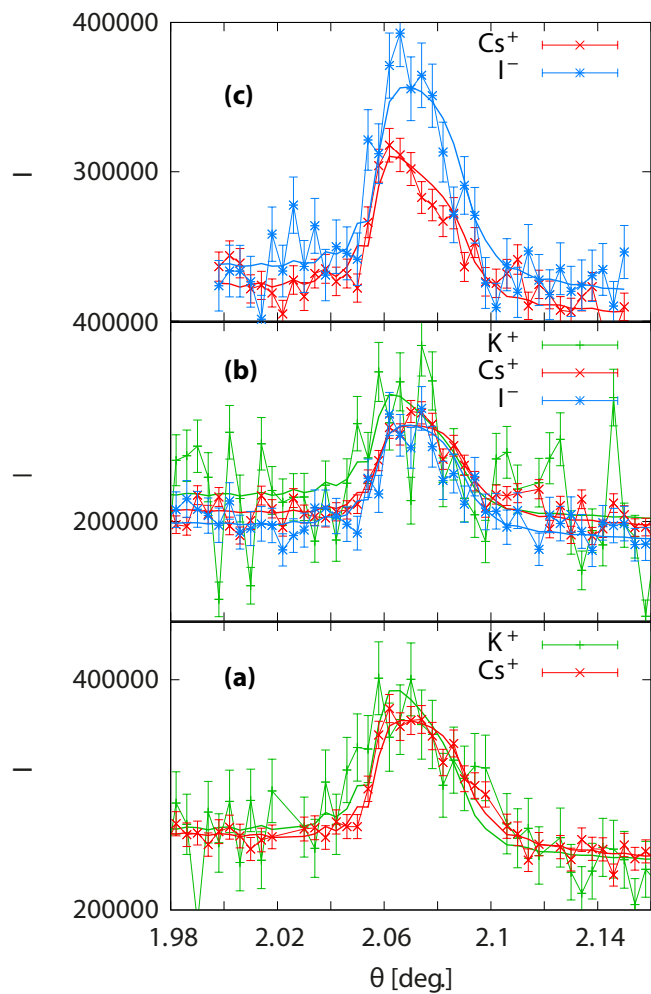 400000
Cs⁺
I⁻
(c)
300000
I
400000
K⁺
(b)
Cs⁺
I⁻
I
200000
K⁺
400000
(a)
Cs⁺
I
200000
1.98 2.02 2.06 2.1 2.14
θ [deg.]